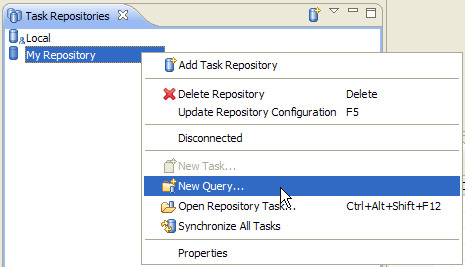 Task Repositories
Local
My Repository
Add Task Repository
Delete Repository Delete
Update Repository Configuration F5
Disconnected
New Task...
New Query...
Open Repository Task... Ctrl+Alt+Shift+F12
Synchronize All Tasks
Properties